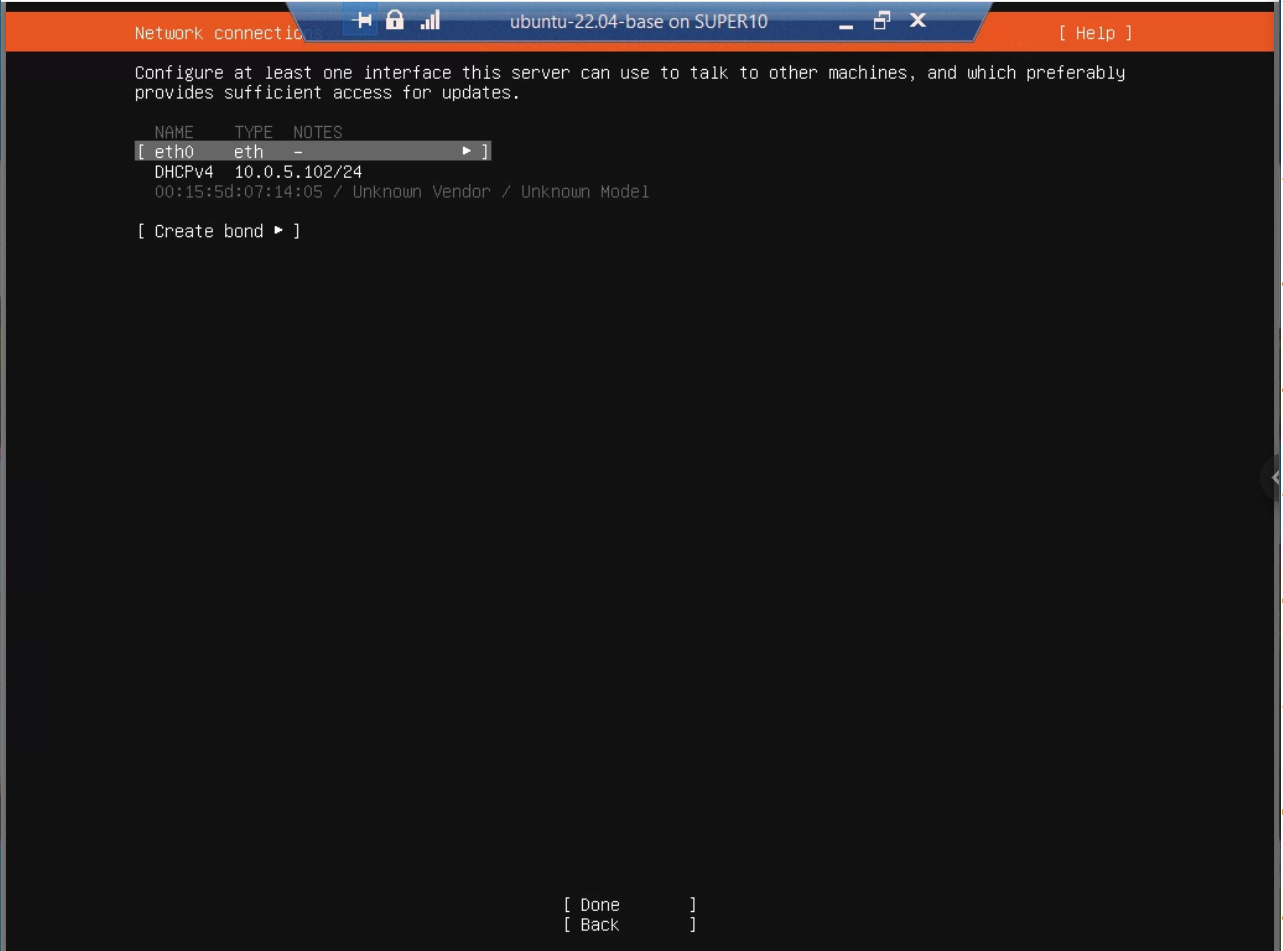 ubuntu-22.04-base on SUPER10
Network connectio
[ Help ]
Configure at least one interface this server can use to talk to other machines, and which preferably
provides sufficient access for updates.
NAME TYPE NOTES
[ eth0 eth – ▸ ]
DHCPv4 10.0.5.102/24
00:15:5d:07:14:05 / Unknown Vendor / Unknown Model
[ Create bond ▸ ]
[ Done ]
[ Back ]